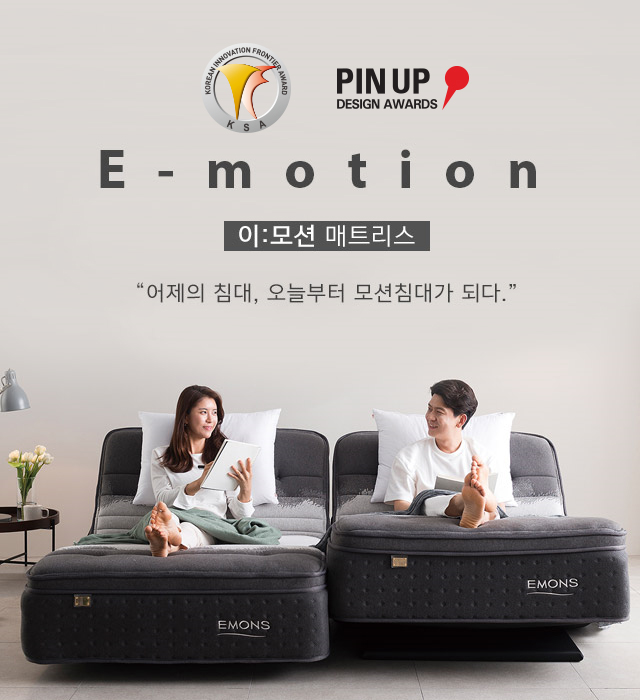 KOREAN INNOVATION FRONTIER AWARD
KSA
PIN UP
DESIGN AWARDS
E-motion
이:모션 매트리스
“어제의 침대, 오늘부터 모션침대가 되다.”
EMONS
EMONS